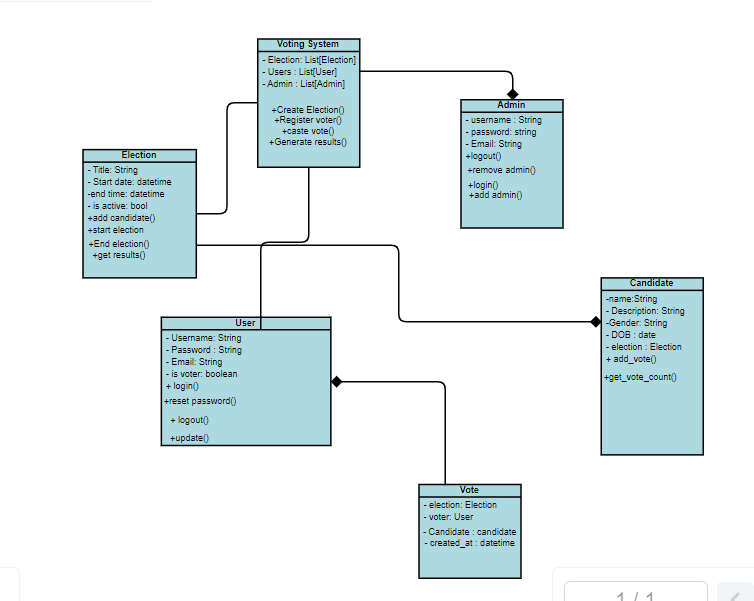 Voting System
- Election: List[Election]
- Users : List[User]
- Admin : List[Admin]
+Create Election()
+Register voter()
+caste vote()
+Generate results()
Admin
- username : String
- password: string
- Email: String
+logout()
+remove admin()
+login()
+add admin()
Election
- Title: String
- Start date: datetime
-end time: datetime
- is active: bool
+add candidate()
+start election
+End election()
+get results()
Candidate
-name:String
- Description: String
-Gender: String
- DOB : date
- election : Election
+ add_vote()
+get_vote_count()
User
- Username: String
- Password : String
- Email: String
- is voter: boolean
+ login()
+reset password()
+ logout()
+update()
Vote
- election: Election
- voter: User
- Candidate : candidate
- created_at : datetime
1 / 1